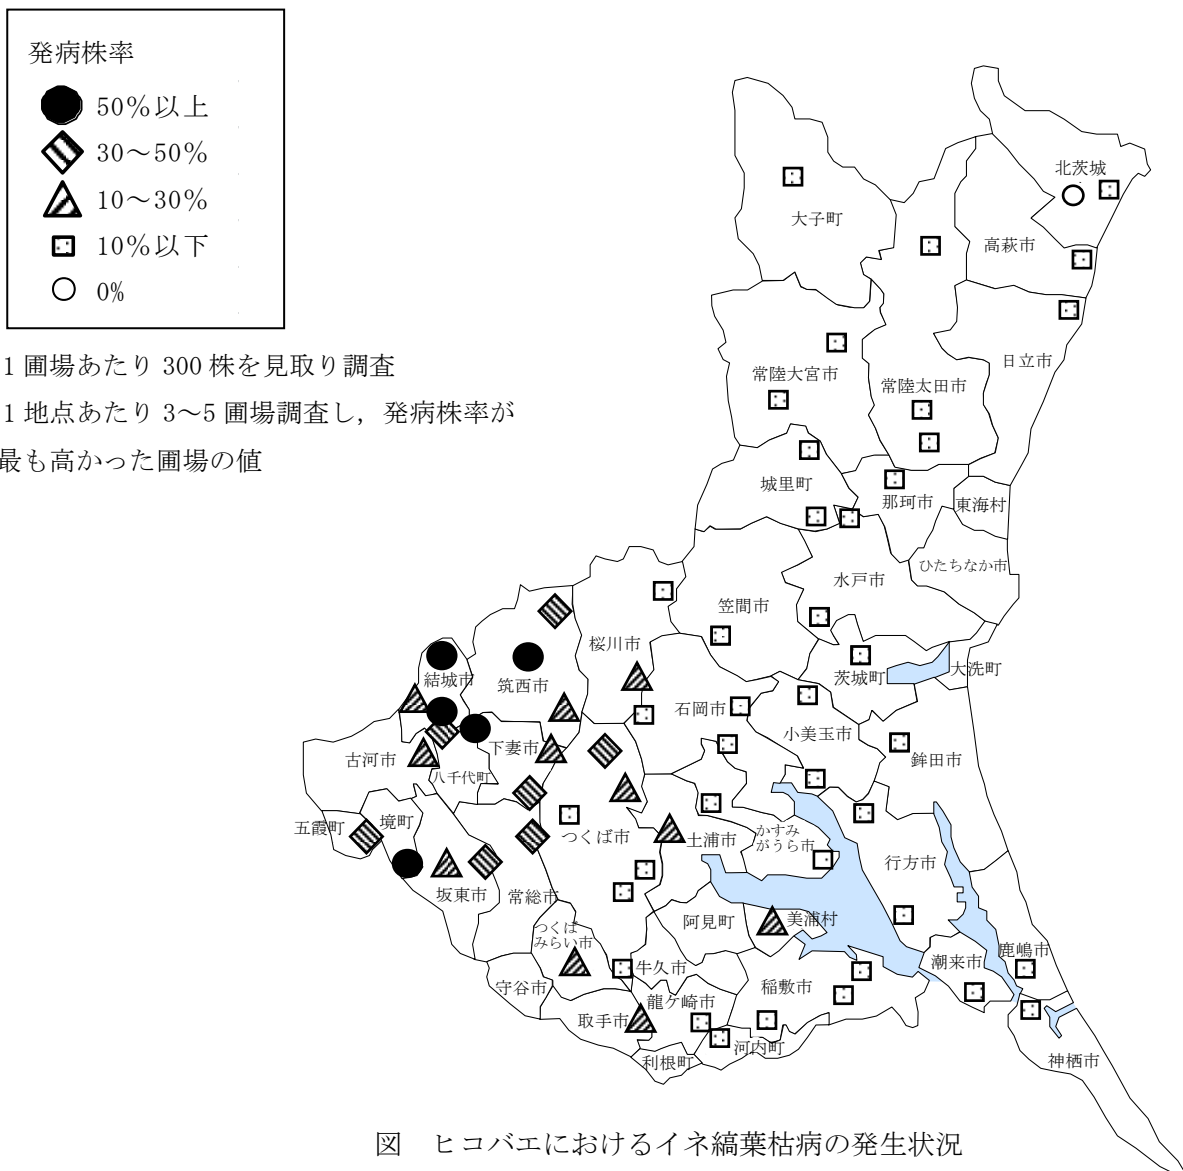 発病株率
50%以上
30～50%
10～30%
10%以下
0%
1 圃場あたり 300 株を見取り調査
1 地点あたり 3～5 圃場調査し，発病株率が
最も高かった圃場の値
北茨城
大子町
高萩市
日立市
常陸大宮市
常陸太田市
城里町
那珂市
東海村
ひたちなか市
水戸市
笠間市
桜川市
茨城町
大洗町
結城市
筑西市
石岡市
小美玉市
鉾田市
古河市
下妻市
八千代町
五霞町
境町
つくば市
土浦市
かすみ
がうら市
行方市
坂東市
常総市
阿見町
美浦村
つくば
みらい市
牛久市
潮来市
鹿嶋市
守谷市
稲敷市
龍ケ崎市
取手市
河内町
利根町
神栖市
図　ヒコバエにおけるイネ縞葉枯病の発生状況